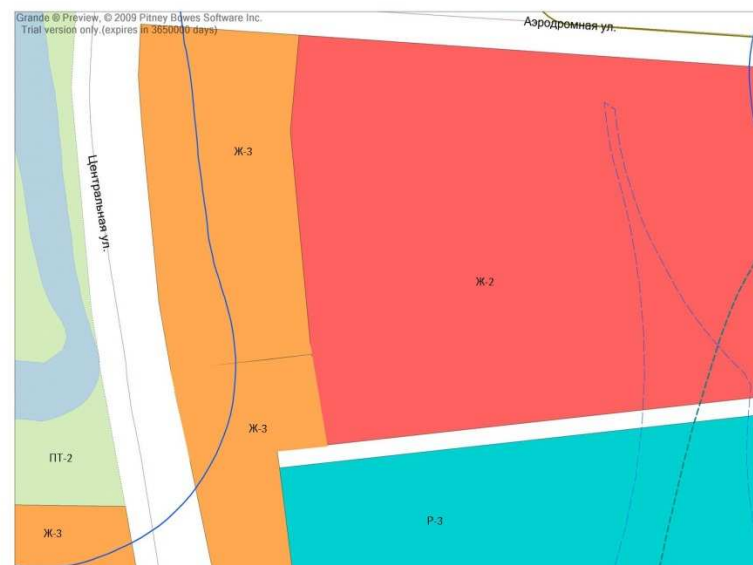 Grande ® Preview, © 2009 Pitney Bowes Software Inc.
Trial version only.(expires in 3650000 days)
Аэродромная ул.
Центральная ул.
Ж-3
Ж-2
Ж-3
ПТ-2
Р-3
Ж-3